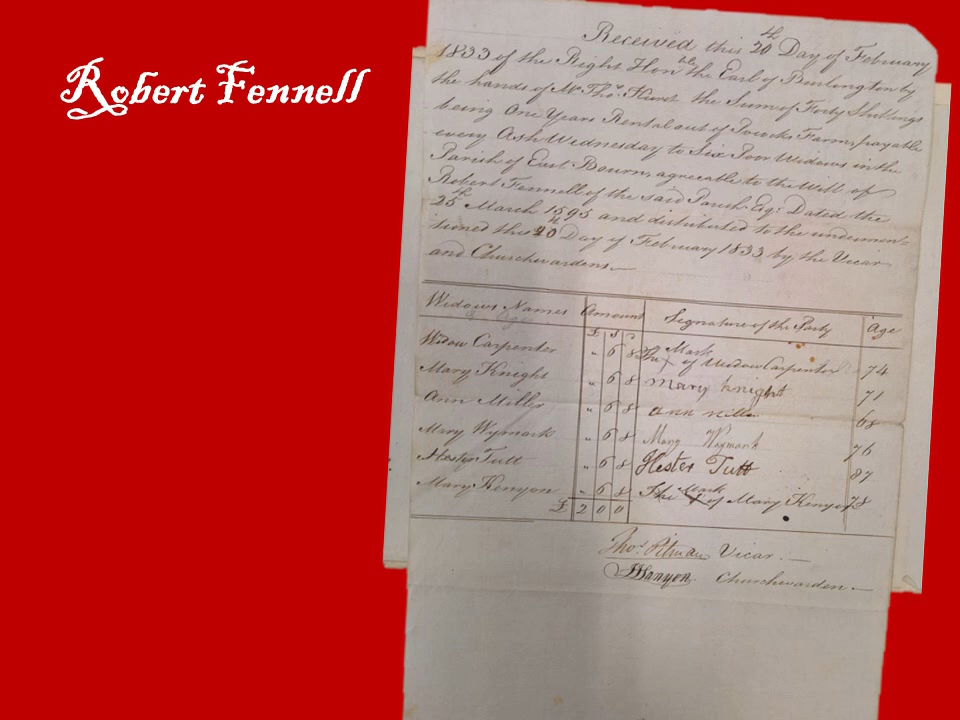 Robert Fennell
Received this 20th Day of February
1833 of the Right Honble the Earl of Burlington by
the hands of Mr Thos Hurst the Sum of Forty Shillings
being One Years Rental out of Pococks Farm, payable
every Ash Wednesday to Six Poor Widows in the
Parish of East Bourn, agreeable to the Will of
Robert Fennell of the said Parish Esq: Dated the
25th March 1595 and distributed to the undermen-
tioned this 20th Day of February 1833 by the Vicar
and Churchwardens.
Widows Names Amount Signature of the Party Age
£ S D
Widow Carpenter " 6 8 The Mark of Widow Carpenter 74
Mary Knight " 6 8 Mary Knight 71
Ann Miller " 6 8 ann 68
Mary Wymark " 6 8 Mary Waymark 76
Hester Tutt " 6 8 Hester Tutt 87
Mary Kenyon " 6 8 The Mark of Mary Kenyon 78
£ 2 0 0
Thos. Pitman Vicar.
Churchwarden.